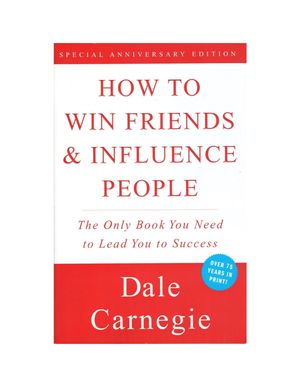 SPECIAL ANNIVERSARY EDITION
HOW TO
WIN FRIENDS
& INFLUENCE
PEOPLE
The Only Book You Need
to Lead You to Success
OVER 75
YEARS IN
PRINT!
Dale
Carnegie